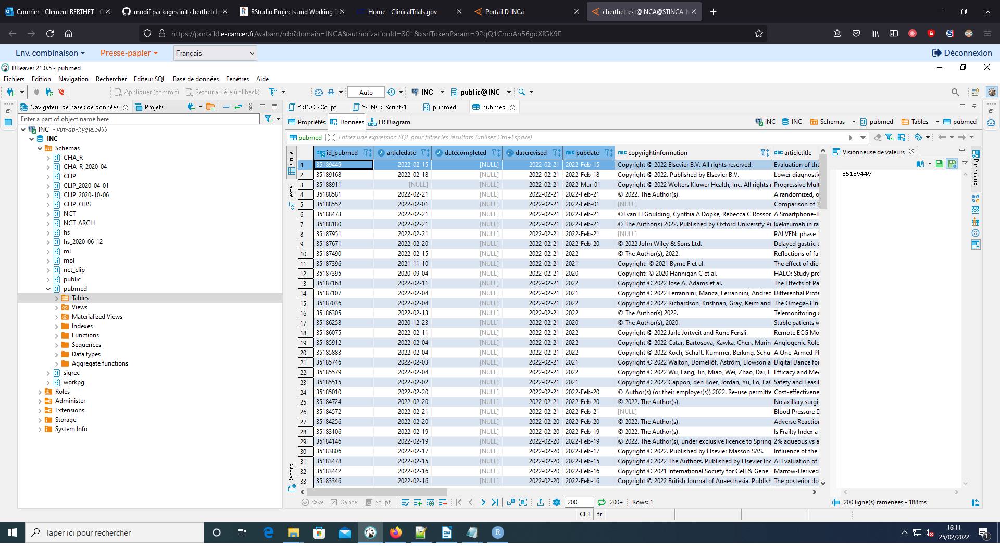 Courrier - Clement BERTHET - O
modif packages init · berthetcle
RStudio Projects and Working D
Home - ClinicalTrials.gov
Portail D INCa
cberthet-ext@INCA@STINCA-M
https://portaild.e-cancer.fr/wabam/rdp?domain=INCA&authorizationId=301&xsrfTokenParam=92qQ1CmbAn56gdXfGK9F
Env. combinaison
Presse-papier
Français
Déconnexion
DBeaver 21.0.5 - pubmed
Fichiers Edition Navigation Rechercher Editeur SQL Base de données Fenêtres Aide
Appliquer (commit) Retour arrière (rollback) Auto INC public@INC
Navigateur de bases de données Projets
Enter a part of object name here
INC - virt-db-hygie:5433
INC
Schemas
CHA_R
CHA_R_2020-04
CLIP
CLIP_2020-04-01
CLIP_2020-10-06
CLIP_ODS
NCT
NCT_ARCH
hs
hs_2020-06-12
ml
mol
nct_clip
public
pubmed
Tables
Views
Materialized Views
Indexes
Functions
Sequences
Data types
Aggregate functions
sigrec
workpg
Roles
Administer
Extensions
Storage
System Info
*<INC> Script *<INC> Script-1 pubmed pubmed
Propriétés Données ER Diagram
INC INC Schemas pubmed Tables pubmed
pubmed Entrez une expression SQL pour filtrer les résultats (utilisez Ctrl+Espace)
Grille
Texte
Record
id_pubmed articledate datecompleted daterevised pubdate copyrightinformation articletitle
1 35189449 2022-02-15 [NULL] 2022-02-21 2022-Feb-15 Copyright © 2022 Elsevier B.V. All rights reserved. Evaluation of the
2 35189168 2022-02-18 [NULL] 2022-02-21 2022-Feb-18 Copyright © 2022. Published by Elsevier B.V. Lower diagnosti
3 35188911 [NULL] [NULL] 2022-02-21 2022-Mar-01 Copyright © 2022 Wolters Kluwer Health, Inc. All rights r Progressive Mult
4 35188581 2022-02-21 [NULL] 2022-02-21 2022-Feb-21 © 2022. The Author(s). A randomized, o
5 35188552 2022-02-01 [NULL] 2022-02-21 2022-Feb-01 [NULL] Comparison of 3
6 35188473 2022-02-21 [NULL] 2022-02-21 2022-Feb-21 ©Evan H Goulding, Cynthia A Dopke, Rebecca C Rossor A Smartphone-B
7 35188180 2022-02-21 [NULL] 2022-02-21 2022-Feb-21 © The Author(s) 2022. Published by Oxford University Pr Ixekizumab in ra
8 35187951 2022-02-21 [NULL] 2022-02-21 2022-Feb-21 [NULL] PALVEN: phase 1
9 35187671 2022-02-20 [NULL] 2022-02-21 2022-Feb-20 © 2022 John Wiley & Sons Ltd. Delayed gastric e
10 35187490 2022-02-15 [NULL] 2022-02-21 2022 © The Author(s), 2022. Reflections of fa
11 35187396 2021-11-10 [NULL] 2022-02-21 2021 Copyright: © 2021 Byrne F et al. The effect of die
12 35187395 2020-09-04 [NULL] 2022-02-21 2020 Copyright: © 2020 Hannigan C et al. HALO: Study pro
13 35187168 2022-02-11 [NULL] 2022-02-21 2022 Copyright © 2022 Jose A. Adams et al. The Effects of Pa
14 35187107 2022-02-04 [NULL] 2022-02-21 2021 Copyright © 2022 Ferrannini, Manca, Ferrannini, Andrec Differential Prote
15 35187036 2022-02-04 [NULL] 2022-02-21 2022 Copyright © 2022 Richardson, Krishnan, Gray, Keim and The Omega-3 In
16 35186305 2022-02-13 [NULL] 2022-02-21 2022 © The Author(s) 2022. Telemonitoring a
17 35186258 2020-12-23 [NULL] 2022-02-21 2020 © The Author(s), 2020. Stable patients w
18 35186075 2022-02-11 [NULL] 2022-02-21 2022 Copyright © 2022 Jarle Jortveit and Rune Fensli. Remote ECG Mo
19 35185912 2022-02-04 [NULL] 2022-02-21 2022 Copyright © 2022 Catar, Bartosova, Kawka, Chen, Marin Angiogenic Role
20 35185883 2022-02-04 [NULL] 2022-02-21 2022 Copyright © 2022 Koch, Schaft, Kummer, Berking, Schu A One-Armed Pl
21 35185746 2022-02-03 [NULL] 2022-02-21 2021 Copyright © 2022 Walton, Domellöf, Åström, Elowson a Digital Dance for
22 35185579 2022-02-04 [NULL] 2022-02-21 2022 Copyright © 2022 Wu, Fang, Jin, Miao, Wei, Zhao, Dai, L Efficacy and Mec
23 35185515 2022-02-02 [NULL] 2022-02-21 2021 Copyright © 2022 Cappon, den Boer, Jordan, Yu, Lo, LaC Safety and Feasil
24 35185010 2022-02-20 [NULL] 2022-02-21 2022-Feb-20 © Author(s) (or their employer(s)) 2022. Re-use permitte Cost-effectivene
25 35184724 2022-02-20 [NULL] 2022-02-21 2022-Feb-20 © 2022. The Author(s). No axillary surgi
26 35184572 2022-02-21 [NULL] 2022-02-21 2022-Feb-21 [NULL] Blood Pressure D
27 35184256 2022-02-20 [NULL] 2022-02-20 2022-Feb-20 © 2022. The Author(s). Adverse Reaction
28 35183106 2022-02-19 [NULL] 2022-02-20 2022-Feb-19 © 2022. The Author(s). Is Frailty Index a
29 35184146 2022-02-19 [NULL] 2022-02-20 2022-Feb-19 © 2022. The Author(s), under exclusive licence to Spring 2% aqueous vs a
30 35183806 2022-02-17 [NULL] 2022-02-20 2022-Feb-17 Copyright © 2022. Published by Elsevier Masson SAS. Influence of the
31 35183478 2022-02-15 [NULL] 2022-02-20 2022-Feb-15 Copyright © 2022 The Authors. Published by Elsevier Inc AI Evaluation of
32 35183442 2022-02-16 [NULL] 2022-02-20 2022-Feb-16 Copyright © 2021 International Society for Cell & Gene T Marrow-Derived
33 35183346 2022-02-16 [NULL] 2022-02-20 2022-Feb-16 Copyright © 2022 British Journal of Anaesthesia. Publish The posterior do
Visionneuse de valeurs
35189449
Panneaux
Save Cancel Script 200 200+ Rows: 1
200 ligne(s) ramenées - 188ms
CET fr
Taper ici pour rechercher
16:11
25/02/2022
1